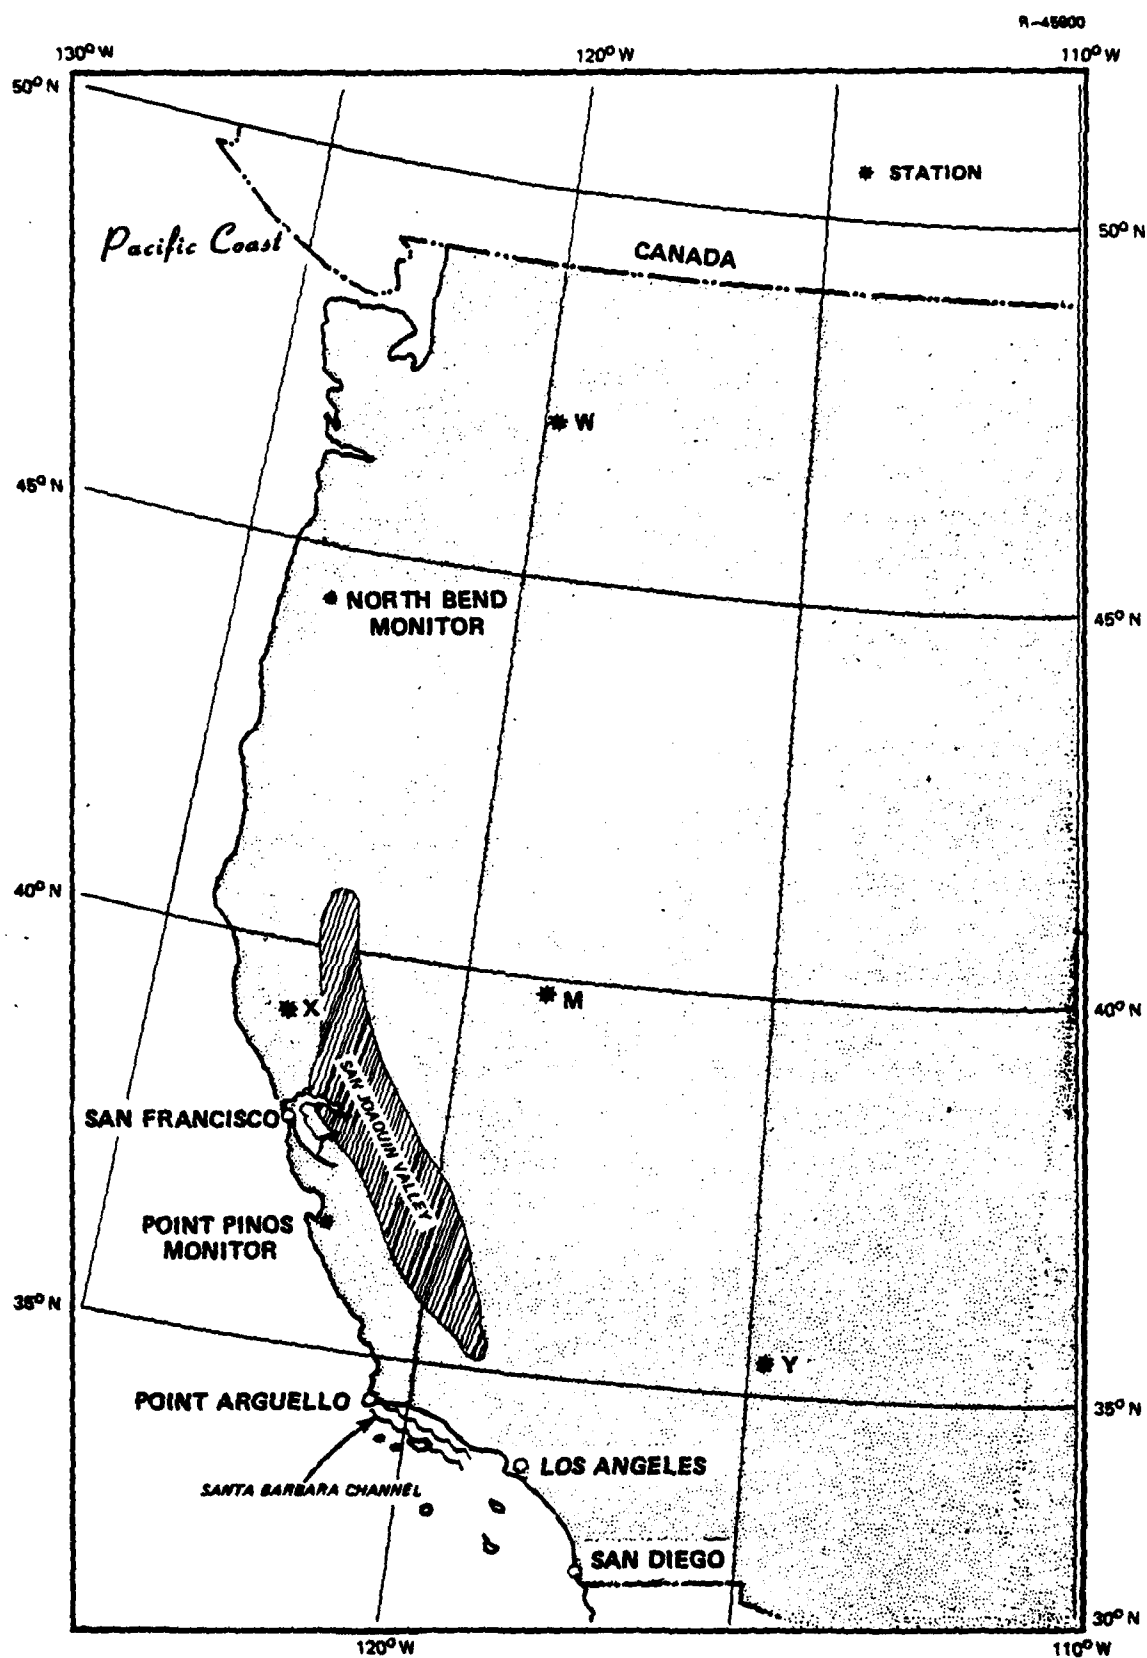 R-45800
130° W
120° W
110° W
50° N
* STATION
Pacific Coast
50° N
CANADA
W
45° N
NORTH BEND
MONITOR
45° N
40° N
X
M
40° N
SAN JOAQUIN VALLEY
SAN FRANCISCO
POINT PINOS
MONITOR
35° N
Y
POINT ARGUELLO
35° N
LOS ANGELES
SANTA BARBARA CHANNEL
SAN DIEGO
30° N
120° W
110° W